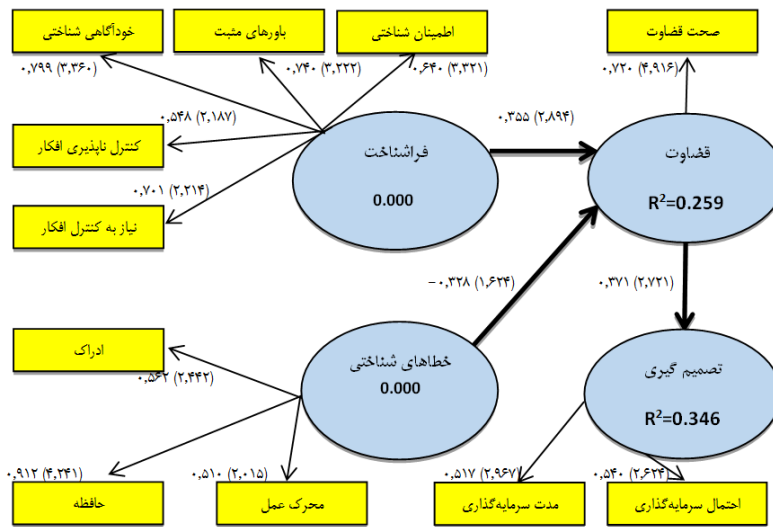 خودآگاهی شناختی
باورهای مثبت
اطمینان شناختی
صحت قضاوت
۰,۷۹۹ (۳,۳۶۰)
۰,۷۴۰ (۳,۲۲۲)
۰,۶۴۰ (۳,۳۲۱)
۰,۷۲۰ (۴,۹۱۶)
۰,۵۴۸ (۲,۱۸۷)
۰,۳۵۵ (۲,۸۹۴)
کنترل ناپذیری افکار
فراشناخت
0.000
قضاوت
R²=0.259
۰,۷۰۱ (۲,۲۱۴)
نیاز به کنترل افکار
-۰,۳۲۸ (۱,۶۲۴)
۰,۳۷۱ (۲,۷۲۱)
ادراک
خطاهای شناختی
0.000
تصمیم گیری
R²=0.346
۰,۵۶۲ (۲,۴۴۲)
۰,۹۱۲ (۴,۲۴۱)
۰,۵۱۰ (۲,۰۱۵)
۰,۵۱۷ (۲,۹۶۷)
۰,۵۴۰ (۲,۶۲۴)
حافظه
محرک عمل
مدت سرمایه‌گذاری
احتمال سرمایه‌گذاری